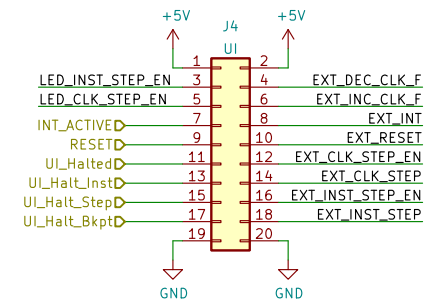 +5V J4 +5V
UI
1 2
LED_INST_STEP_EN 3 4 EXT_DEC_CLK_F
LED_CLK_STEP_EN 5 6 EXT_INC_CLK_F
INT_ACTIVE 7 8 EXT_INT
RESET 9 10 EXT_RESET
UI_Halted 11 12 EXT_CLK_STEP_EN
UI_Halt_Inst 13 14 EXT_CLK_STEP
UI_Halt_Step 15 16 EXT_INST_STEP_EN
UI_Halt_Bkpt 17 18 EXT_INST_STEP
19 20
GND GND